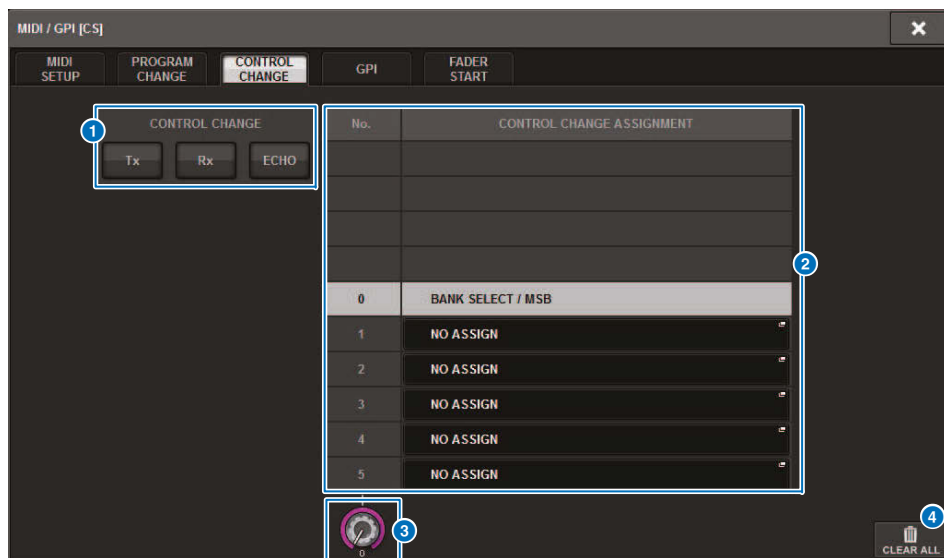 MIDI / GPI [CS]
MIDI SETUP
PROGRAM CHANGE
CONTROL CHANGE
GPI
FADER START
1
CONTROL CHANGE
Tx
Rx
ECHO
No.
CONTROL CHANGE ASSIGNMENT
2
0
BANK SELECT / MSB
1
NO ASSIGN
2
NO ASSIGN
3
NO ASSIGN
4
NO ASSIGN
5
NO ASSIGN
0
3
4
CLEAR ALL